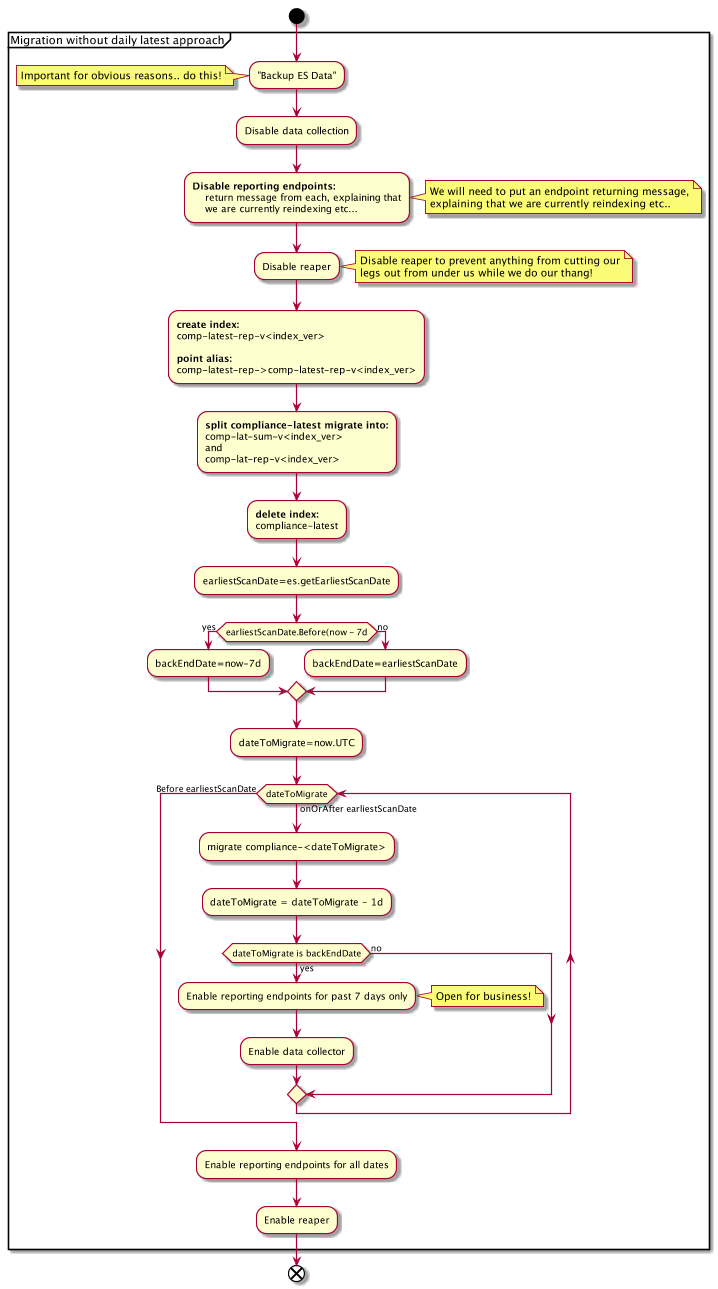 Migration without daily latest approach
Important for obvious reasons.. do this!
"Backup ES Data"
Disable data collection
Disable reporting endpoints:
return message from each, explaining that
we are currently reindexing etc...
We will need to put an endpoint returning message,
explaining that we are currently reindexing etc..
Disable reaper
Disable reaper to prevent anything from cutting our
legs out from under us while we do our thang!
create index:
comp-latest-rep-v<index_ver>
point alias:
comp-latest-rep->comp-latest-rep-v<index_ver>
split compliance-latest migrate into:
comp-lat-sum-v<index_ver>
and
comp-lat-rep-v<index_ver>
delete index:
compliance-latest
earliestScanDate=es.getEarliestScanDate
yes
earliestScanDate.Before(now - 7d
no
backEndDate=now-7d
backEndDate=earliestScanDate
dateToMigrate=now.UTC
Before earliestScanDate
dateToMigrate
onOrAfter earliestScanDate
migrate compliance-<dateToMigrate>
dateToMigrate = dateToMigrate - 1d
dateToMigrate is backEndDate
no
yes
Enable reporting endpoints for past 7 days only
Open for business!
Enable data collector
Enable reporting endpoints for all dates
Enable reaper